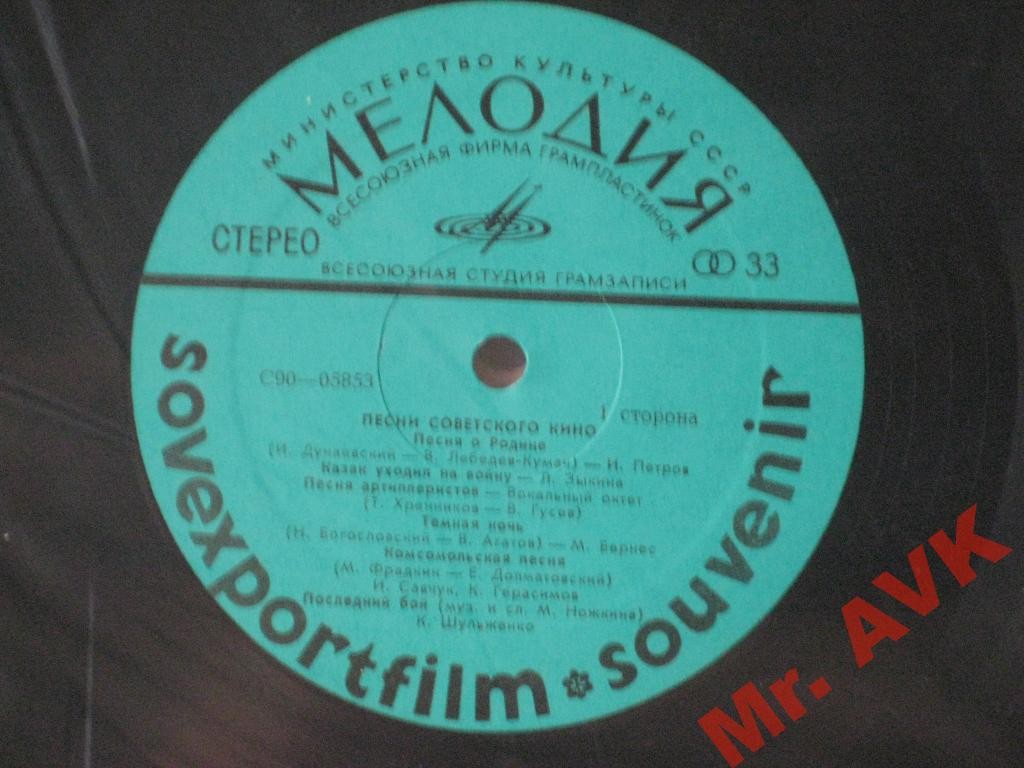 МИНИСТЕРСТВО КУЛЬТУРЫ СССР
МЕЛОДИЯ
ВСЕСОЮЗНАЯ ФИРМА ГРАМПЛАСТИНОК
СТЕРЕО
33
ВСЕСОЮЗНАЯ СТУДИЯ ГРАМЗАПИСИ
С90—05853
I сторона
ПЕСНИ СОВЕТСКОГО КИНО
Песня о Родине
(И. Дунаевский — В. Лебедев-Кумач) — И. Петров
Казак уходил на войну — Л. Зыкина
Песня артиллеристов — Вокальный октет
(Т. Хренников — В. Гусев)
Темная ночь
(Н. Богословский — В. Агатов) — М. Бернес
Комсомольская песня
(М. Фрадкин — Е. Долматовский)
И. Савчук, К. Герасимов
Последний бой (муз. и сл. М. Ножкина)
К. Шульженко
sovexportfilm * souvenir
Mr. AVK